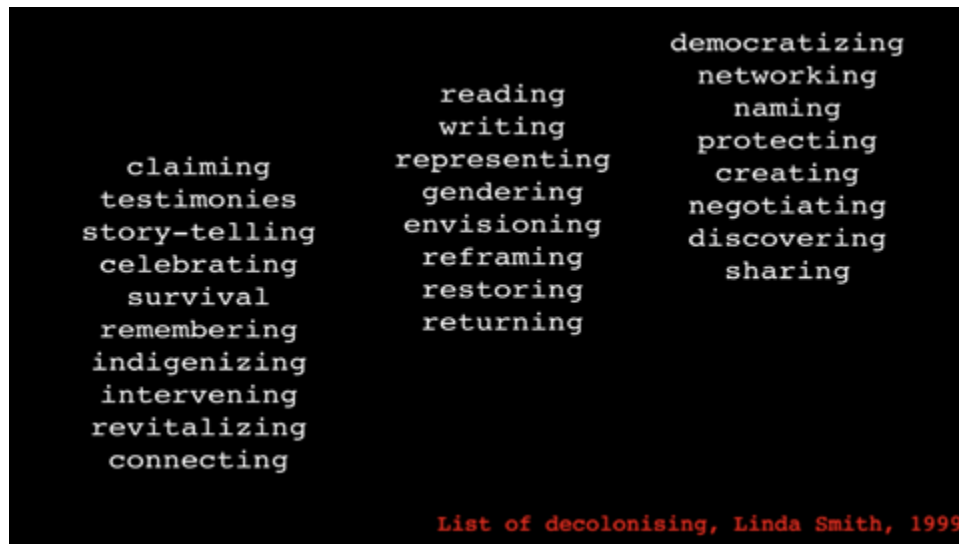 claiming
testimonies
story-telling
celebrating
survival
remembering
indigenizing
intervening
revitalizing
connecting
reading
writing
representing
gendering
envisioning
reframing
restoring
returning
democratizing
networking
naming
protecting
creating
negotiating
discovering
sharing
List of decolonising, Linda Smith, 1999